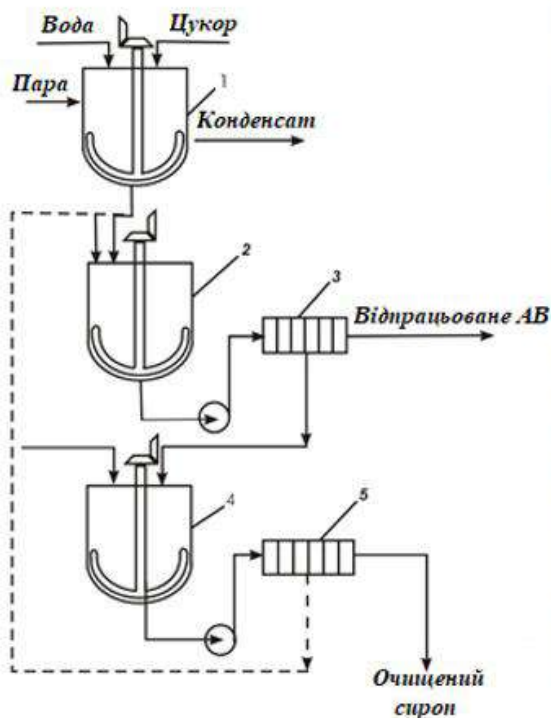 Вода
Цукор
Пара
1
Конденсат
2
3
Відпрацьоване АВ
4
5
Очищений
сироп